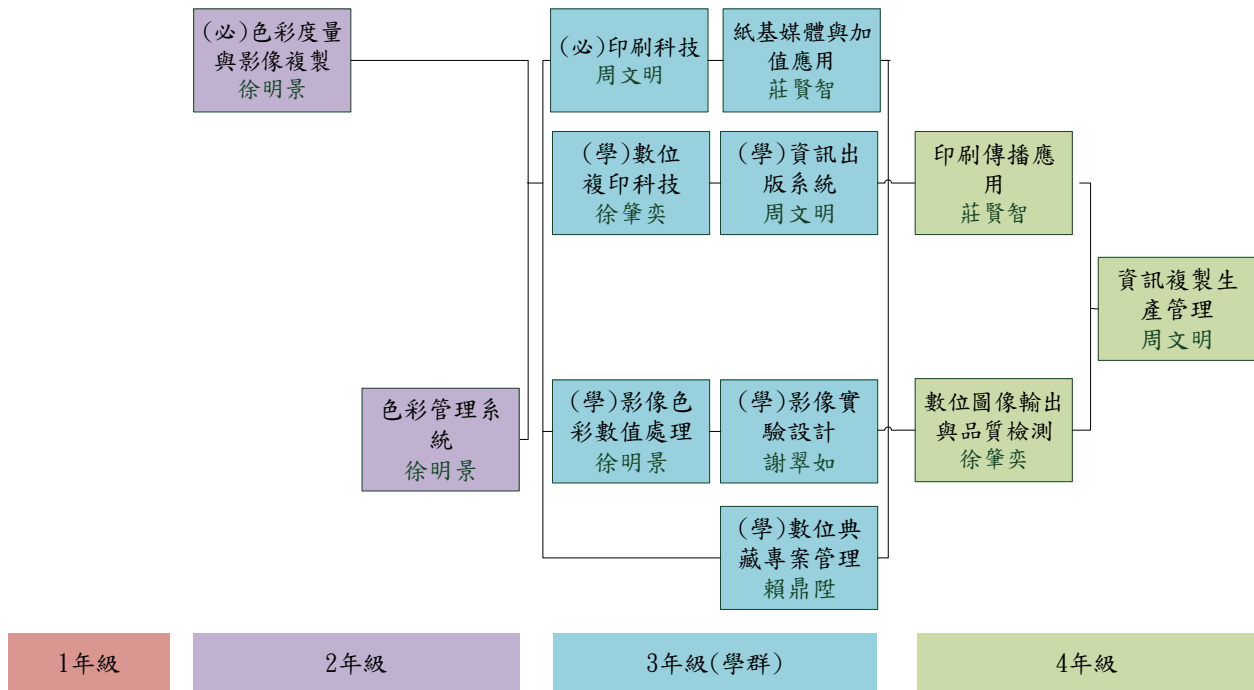 (必)色彩度量
與影像複製
徐明景
(必)印刷科技
周文明
紙基媒體與加
值應用
莊賢智
(學)數位
複印科技
徐肇奕
(學)資訊出
版系統
周文明
印刷傳播應
用
莊賢智
資訊複製生
產管理
周文明
色彩管理系
統
徐明景
(學)影像色
彩數值處理
徐明景
(學)影像實
驗設計
謝翠如
數位圖像輸出
與品質檢測
徐肇奕
(學)數位典
藏專案管理
賴鼎陞
1年級
2年級
3年級(學群)
4年級